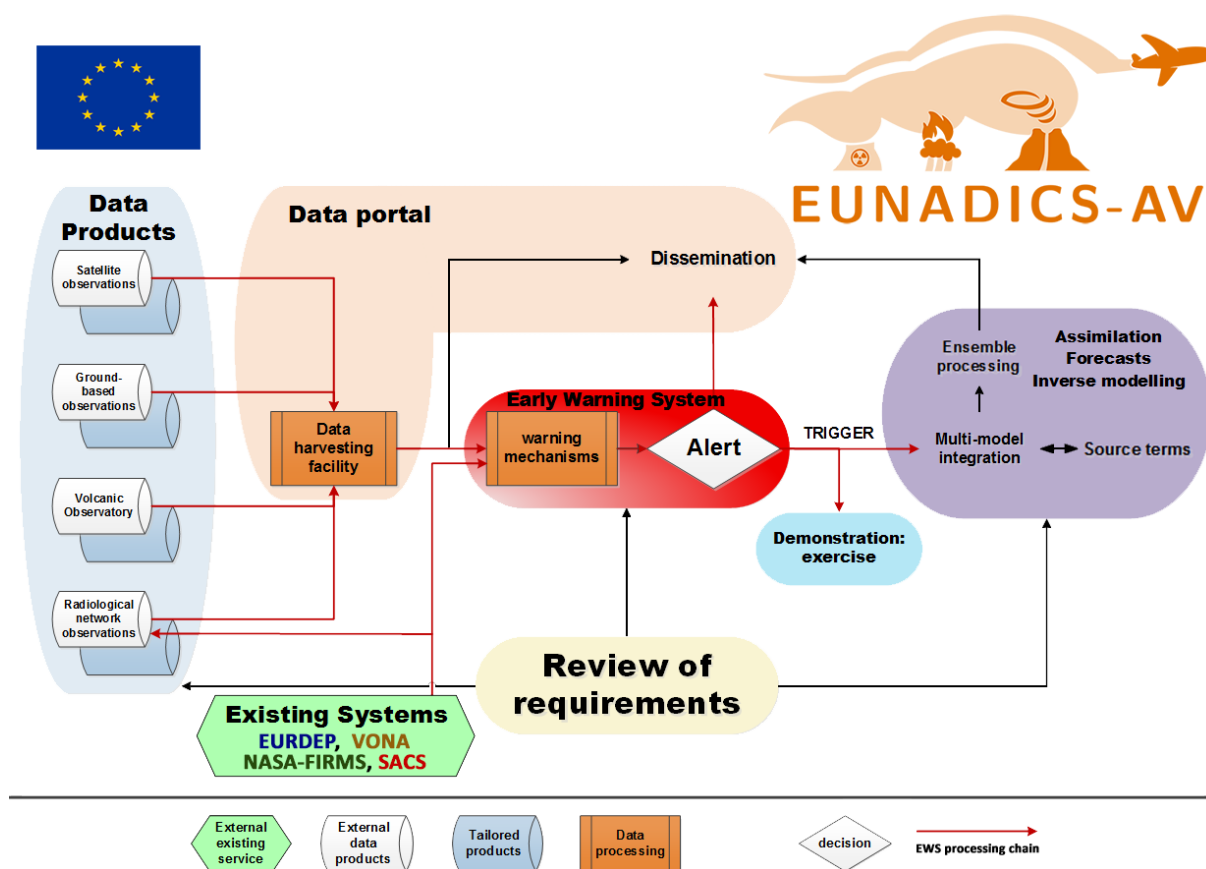 EUNADICS-AV
Data
Products
Data portal
Satellite
observations
Dissemination
Ground-
based
observations
Ensemble
processing
Assimilation
Forecasts
Inverse modelling
Early Warning System
Data
harvesting
facility
warning
mechanisms
Alert
TRIGGER
Multi-model
integration
Source terms
Volcanic
Observatory
Demonstration:
exercise
Radiological
network
observations
Review of
requirements
Existing Systems
EURDEP, VONA
NASA-FIRMS, SACS
External
existing
service
External
data
products
Tailored
products
Data
processing
decision
EWS processing chain